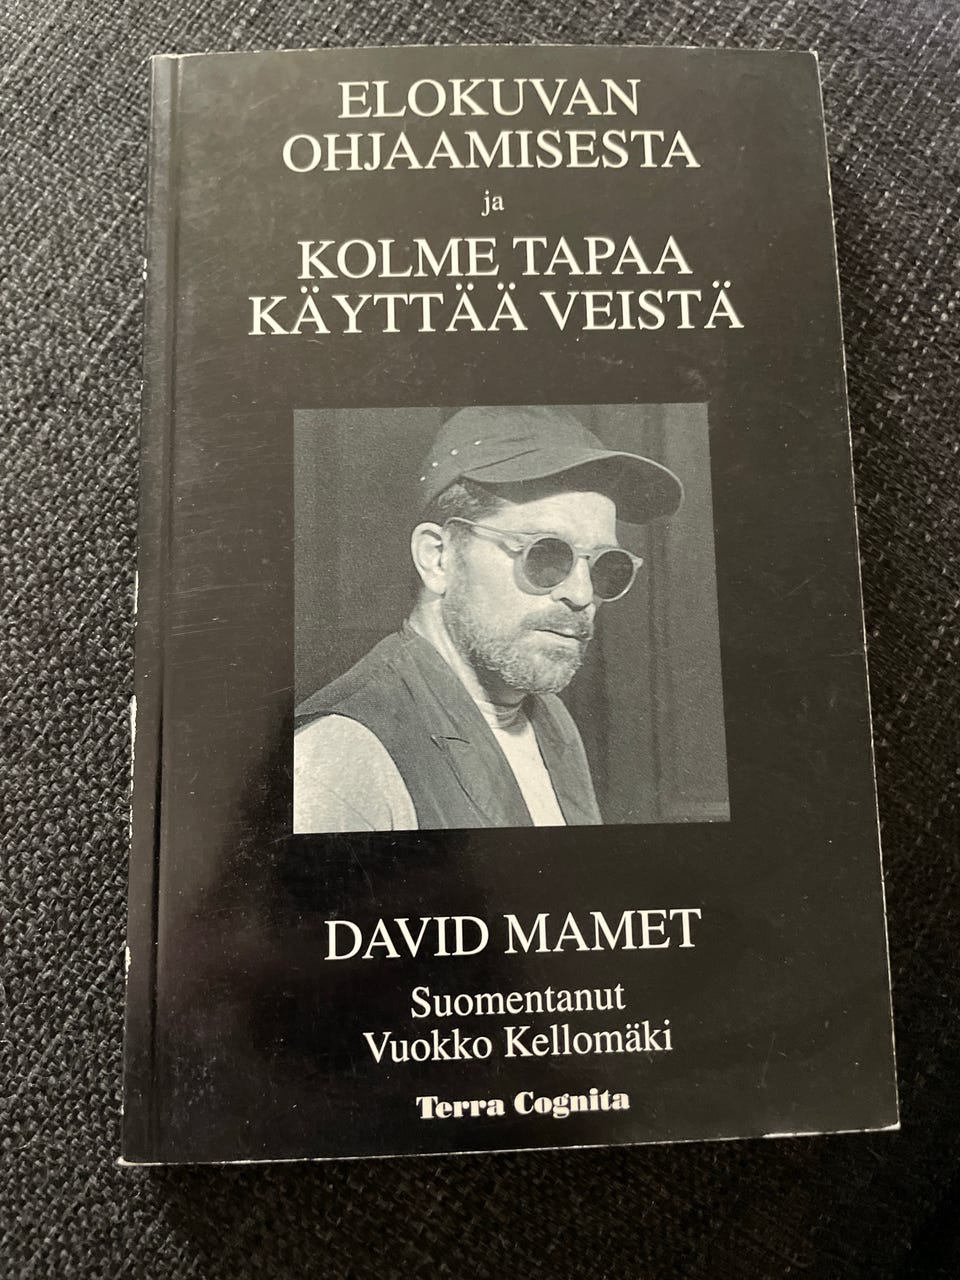 ELOKUVAN
OHJAAMISESTA
ja
KOLME TAPAA
KÄYTTÄÄ VEISTÄ
DAVID MAMET
Suomentanut
Vuokko Kellomäki
Terra Cognita